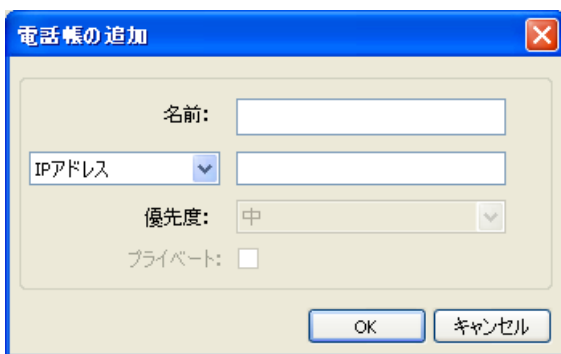 電話帳の追加
名前:
IPアドレス
優先度: 中
プライベート:
OK キャンセル